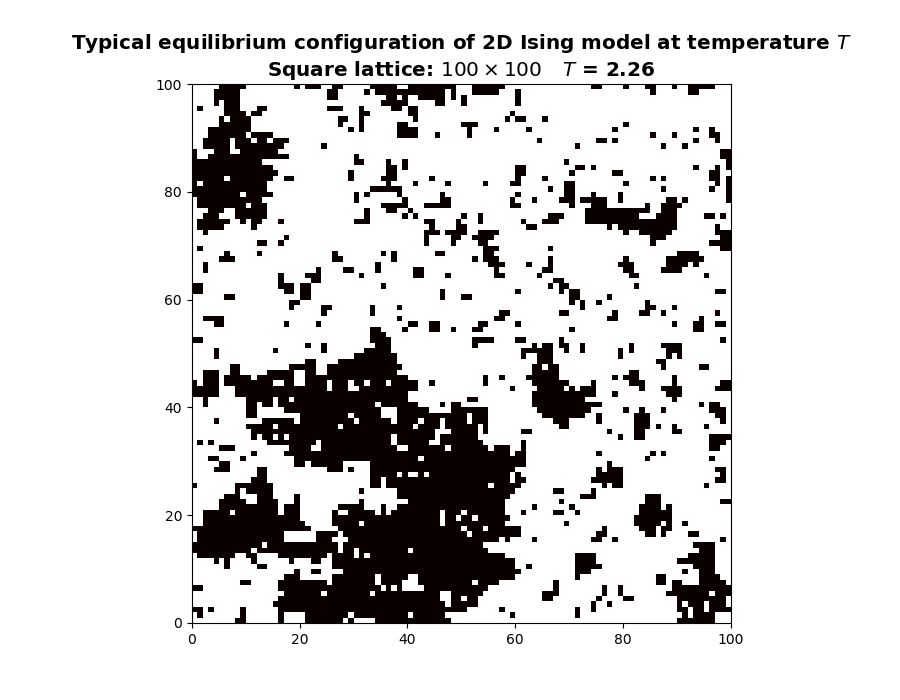 Typical equilibrium configuration of 2D Ising model at temperature T
Square lattice: 100 × 100 T = 2.26
100
80
60
40
20
0
0 20 40 60 80 100